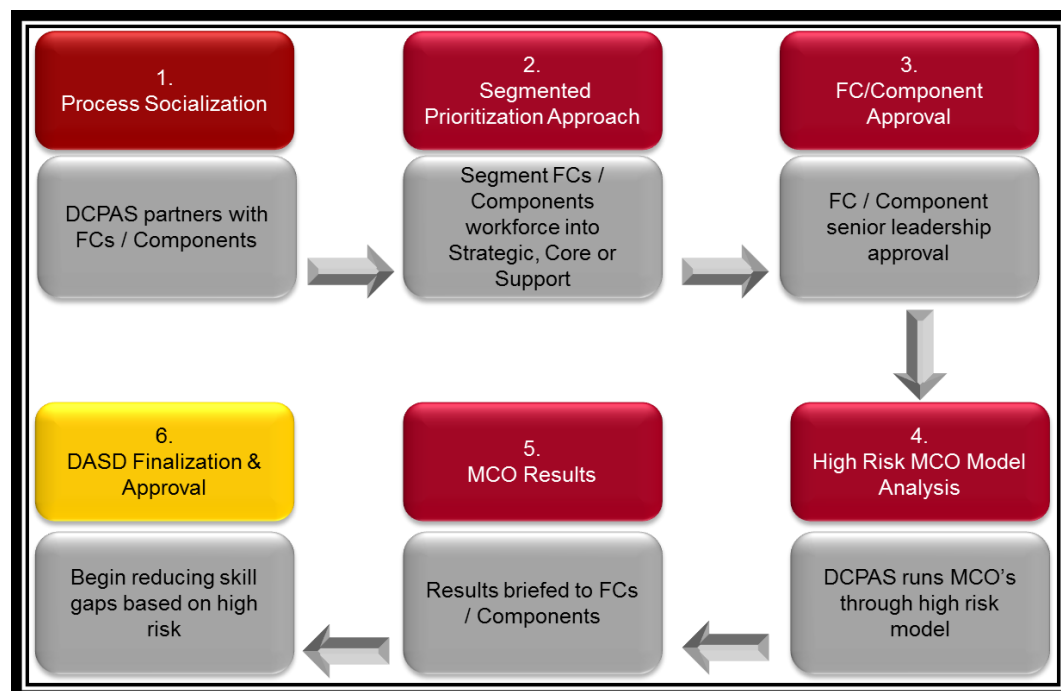 1.
Process Socialization
DCPAS partners with
FCs / Components
2.
Segmented
Prioritization Approach
Segment FCs /
Components
workforce into
Strategic, Core or
Support
3.
FC/Component
Approval
FC / Component
senior leadership
approval
4.
High Risk MCO Model
Analysis
DCPAS runs MCO's
through high risk
model
5.
MCO Results
Results briefed to FCs
/ Components
6.
DASD Finalization &
Approval
Begin reducing skill
gaps based on high
risk